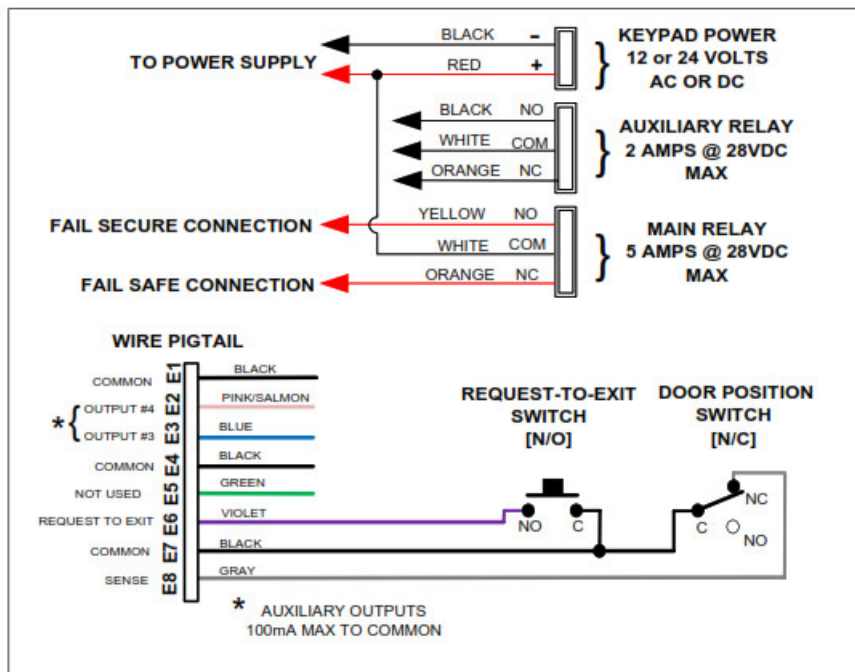 BLACK –
TO POWER SUPPLY
RED +
KEYPAD POWER
12 or 24 VOLTS
AC OR DC
BLACK NO
WHITE COM
ORANGE NC
AUXILIARY RELAY
2 AMPS @ 28VDC
MAX
FAIL SECURE CONNECTION
YELLOW NO
WHITE COM
FAIL SAFE CONNECTION
ORANGE NC
MAIN RELAY
5 AMPS @ 28VDC
MAX
WIRE PIGTAIL
COMMON E1 BLACK
* OUTPUT #4 E2 PINK/SALMON
OUTPUT #3 E3 BLUE
COMMON E4 BLACK
NOT USED E5 GREEN
REQUEST TO EXIT E6 VIOLET
COMMON E7 BLACK
SENSE E8 GRAY
REQUEST-TO-EXIT
SWITCH
[N/O]
NO C
DOOR POSITION
SWITCH
[N/C]
NC
C
NO
* AUXILIARY OUTPUTS
100mA MAX TO COMMON